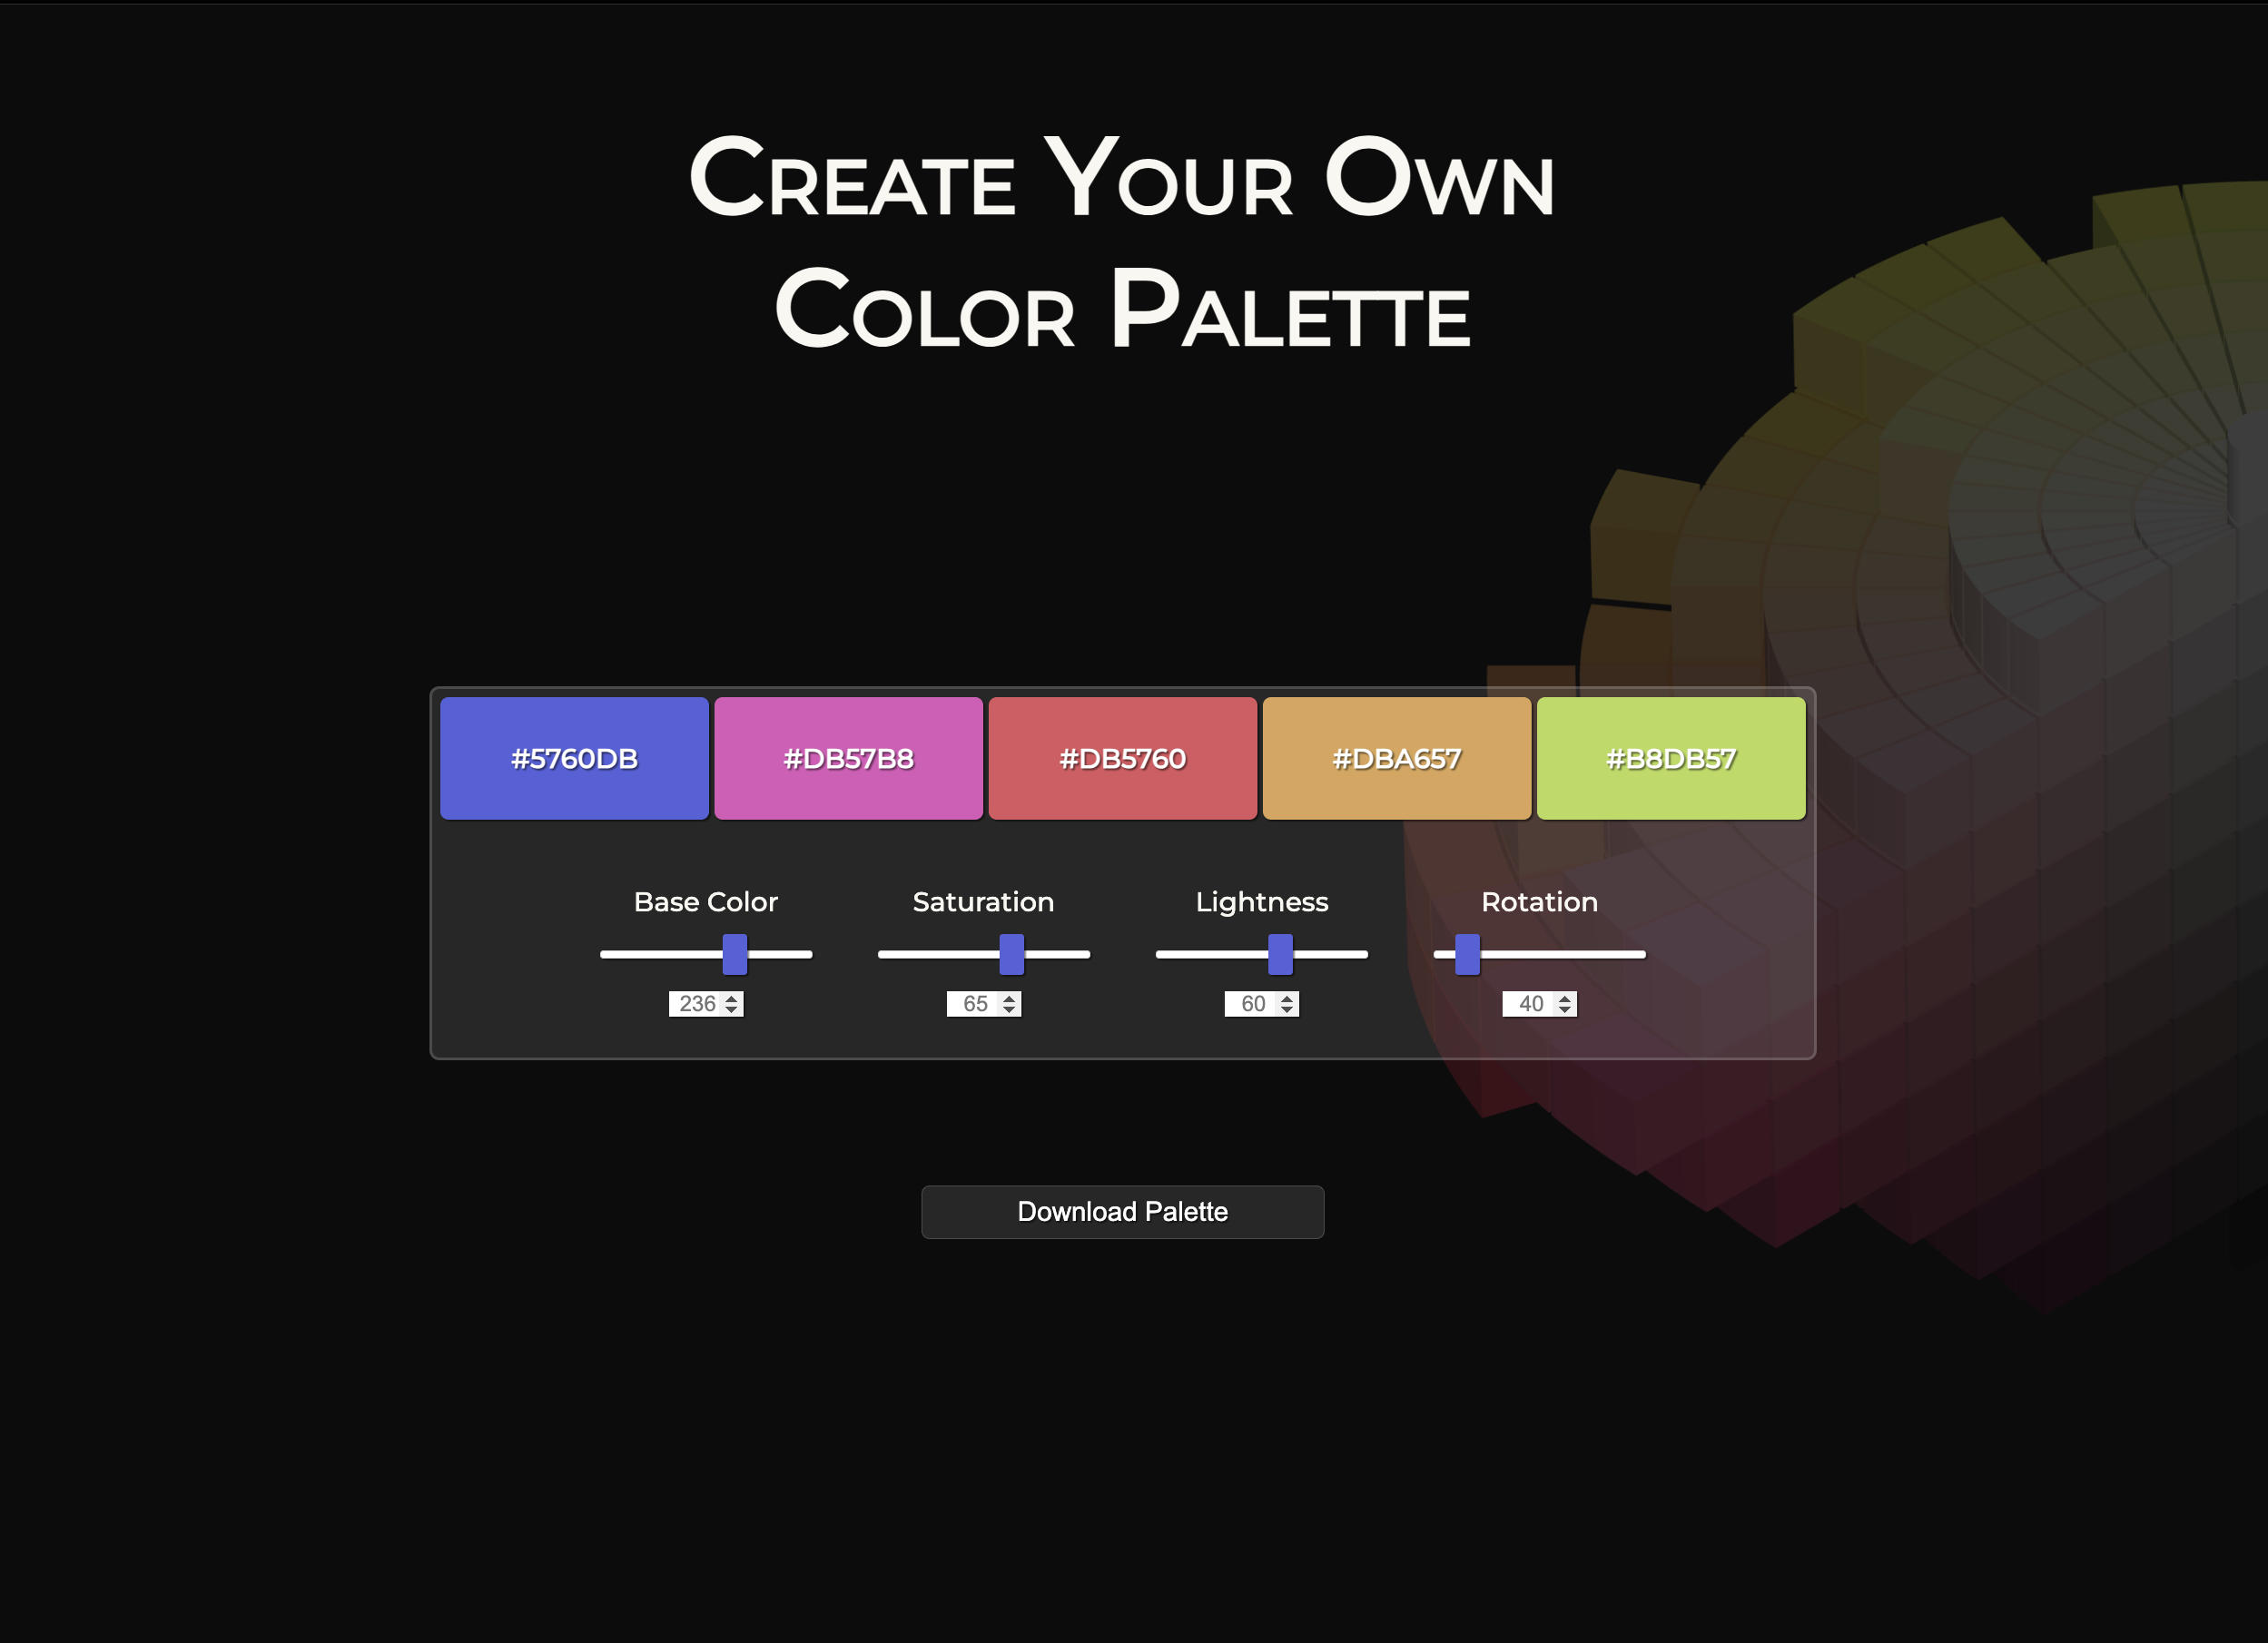 Create Your Own
Color Palette
#5760DB #DB57B8 #DB5760 #DBA657 #B8DB57
Base Color Saturation Lightness Rotation
236 65 60 40
Download Palette